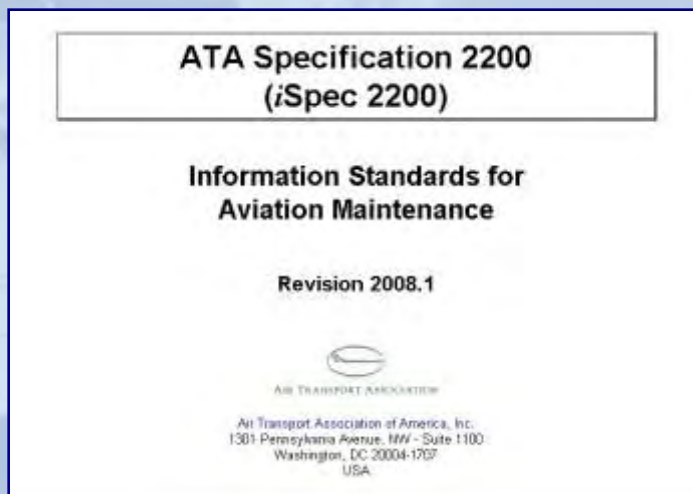 ATA Specification 2200
(iSpec 2200)
Information Standards for
Aviation Maintenance
Revision 2008.1
AIR TRANSPORT ASSOCIATION
Air Transport Association of America, Inc.
1301 Pennsylvania Avenue, NW - Suite 1100
Washington, DC 20004-1707
USA